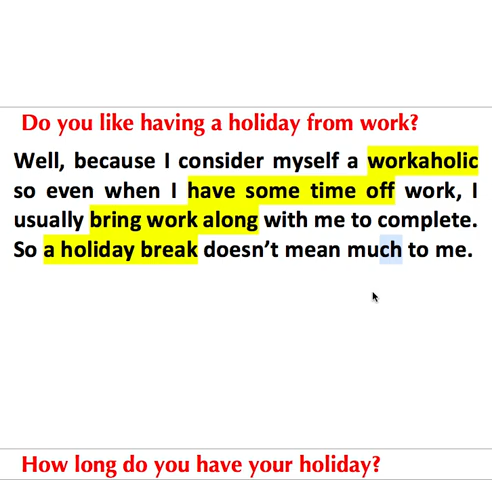 Do you like having a holiday from work?
Well, because I consider myself a workaholic
so even when I have some time off work, I
usually bring work along with me to complete.
So a holiday break doesn’t mean much to me.
How long do you have your holiday?